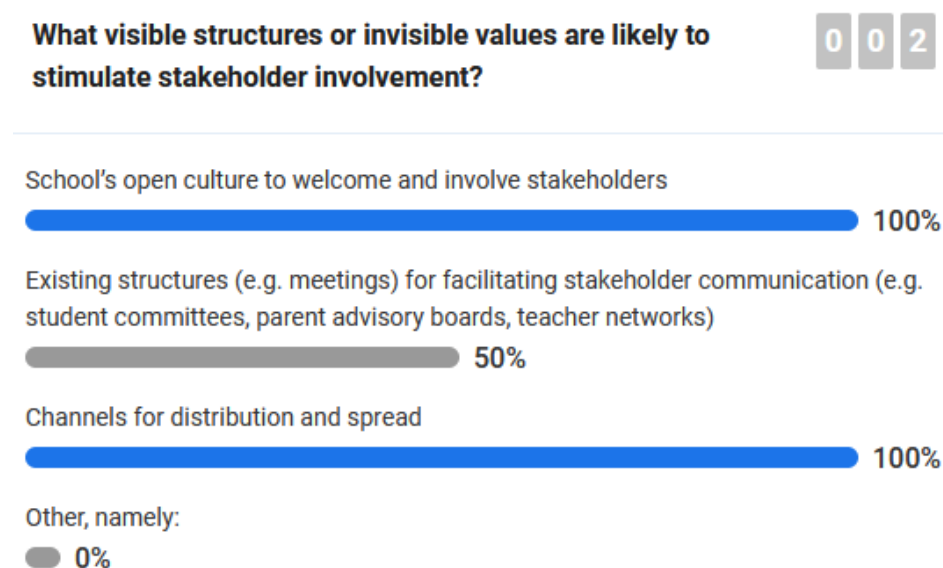 What visible structures or invisible values are likely to
stimulate stakeholder involvement?
0 0 2
School's open culture to welcome and involve stakeholders
100%
Existing structures (e.g. meetings) for facilitating stakeholder communication (e.g.
student committees, parent advisory boards, teacher networks)
50%
Channels for distribution and spread
100%
Other, namely:
0%